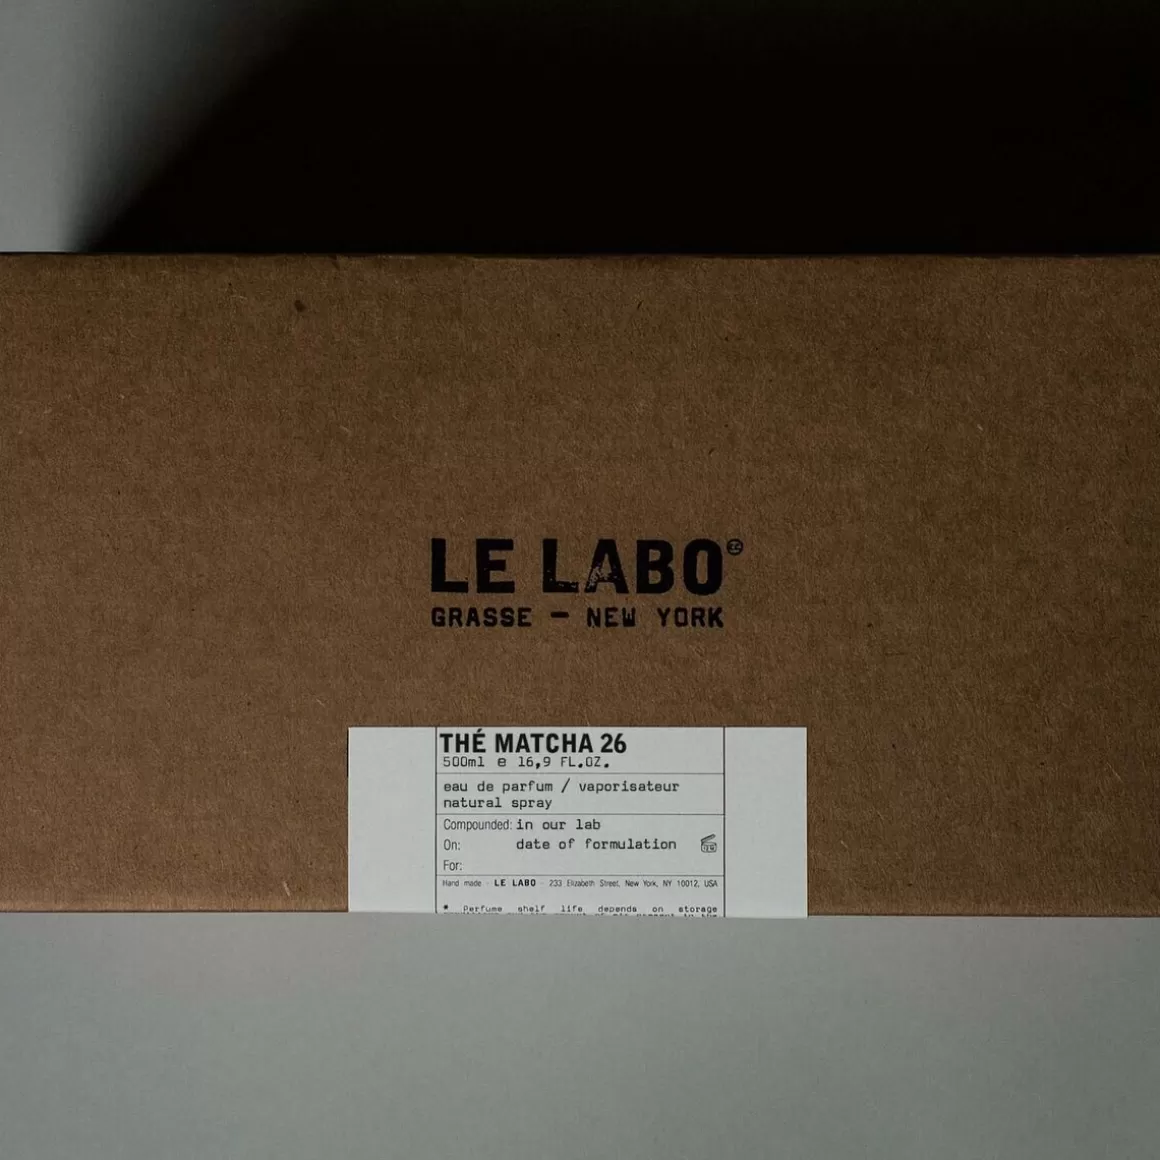 LE LABO
GRASSE - NEW YORK
THÉ MATCHA 26
500ml e 16,9 FL.OZ.
eau de parfum / vaporisateur
natural spray
Compounded: in our lab
On: date of formulation
For:
Hand made - LE LABO - 233 Elizabeth Street, New York, NY 10012, USA
* Perfume shelf life depends on storage